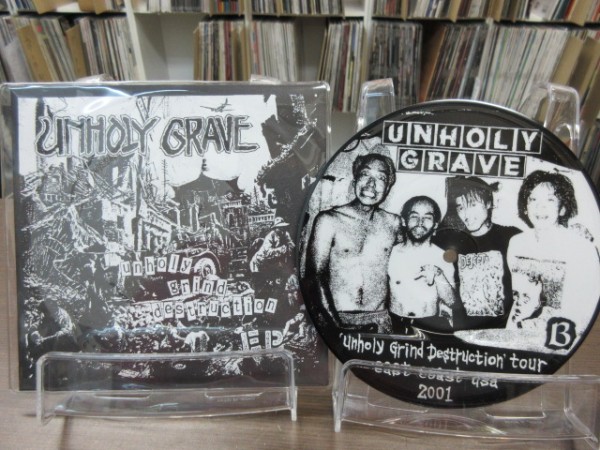 UNHOLY GRAVE
unholy
grind
destruction
UNHOLY
GRAVE
B
'unholy Grind Destruction' tour
east coast usa
2001